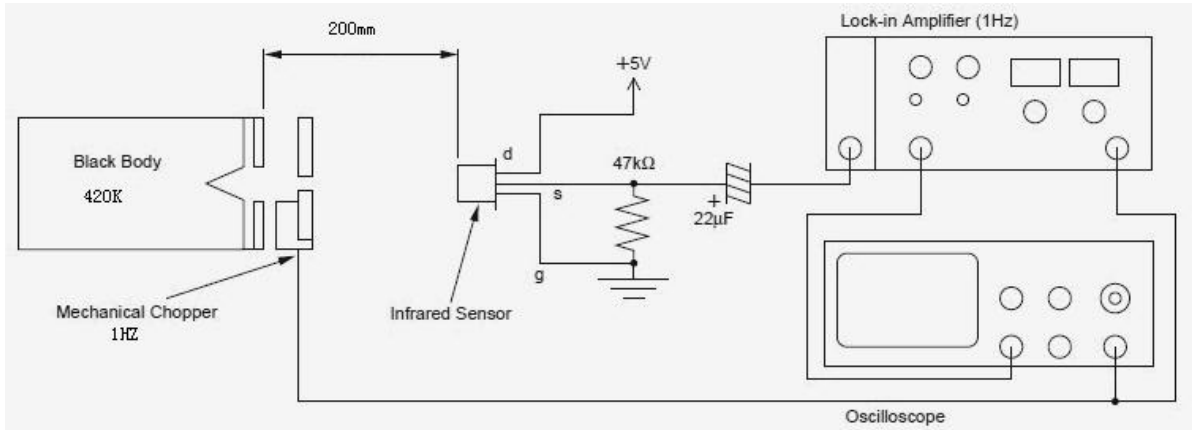 Lock-in Amplifier (1Hz)
200mm
+5V
Black Body
420K
d
s
g
47kΩ
+
22µF
Mechanical Chopper
1HZ
Infrared Sensor
Oscilloscope